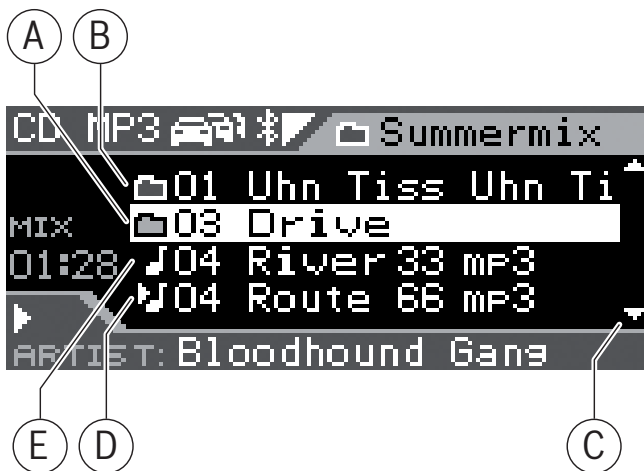 A B
CD MP3 Summermix
01 Uhn Tiss Uhn Ti
MIX 03 Drive
01:28 04 River 33 mp3
04 Route 66 mp3
ARTIST: Bloodhound Gang
E D C